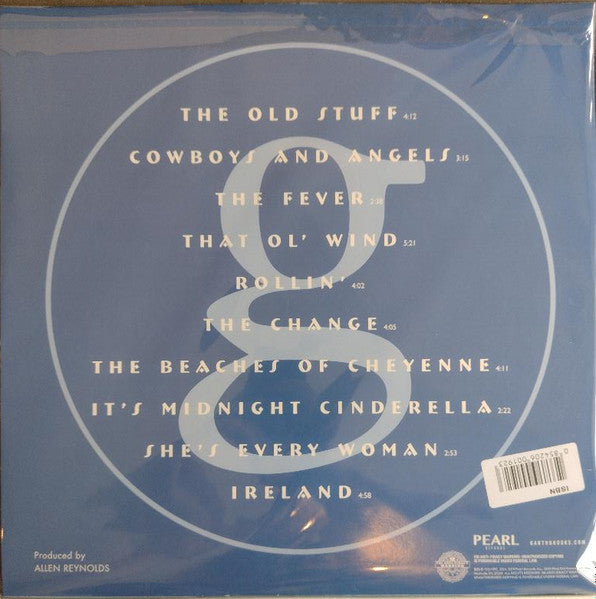 THE OLD STUFF 4:12
COWBOYS AND ANGELS 3:15
THE FEVER 2:38
THAT OL' WIND 5:21
ROLLIN' 4:02
THE CHANGE 4:05
THE BEACHES OF CHEYENNE 4:11
IT'S MIDNIGHT CINDERELLA 2:22
SHE'S EVERY WOMAN 2:53
IRELAND 4:58
g
ISBN
Produced by
ALLEN REYNOLDS
PEARL
RECORDS
GARTHBROOKS.COM